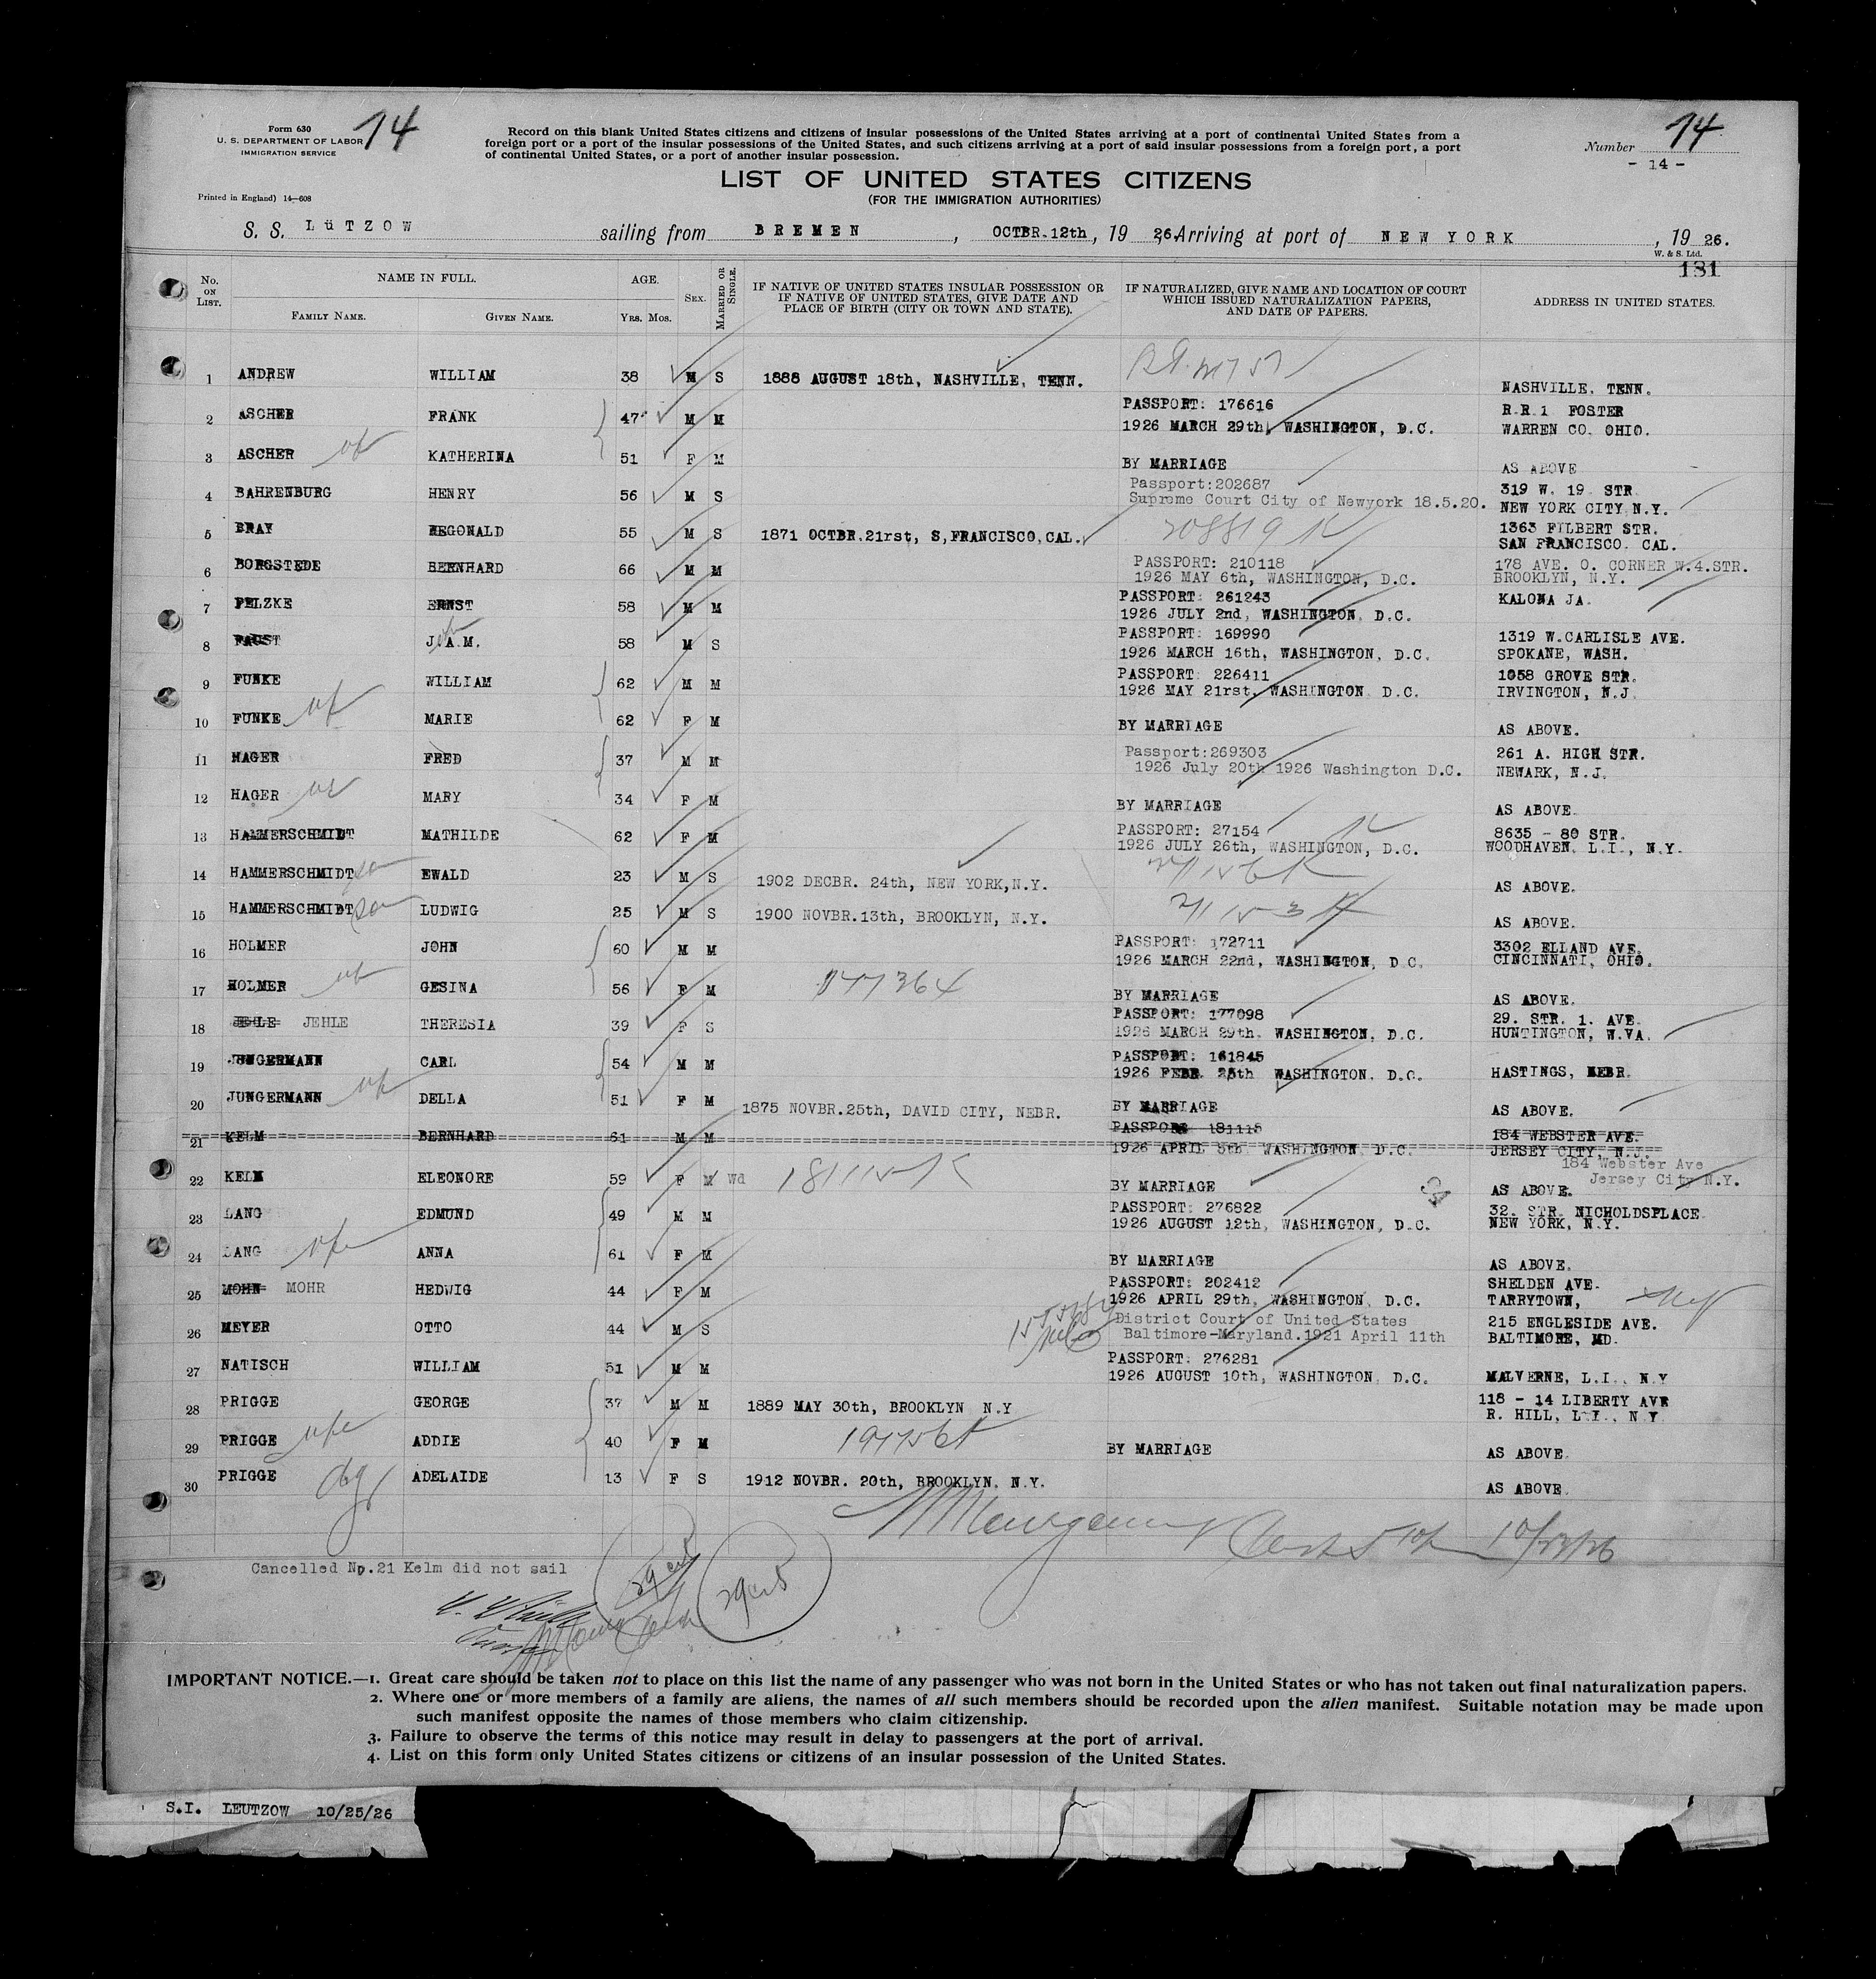 Form 630
U. S. DEPARTMENT OF LABOR
IMMIGRATION SERVICE
14
Printed in England) 14—608
Record on this blank United States citizens and citizens of insular possessions of the United States arriving at a port of continental United States from a
foreign port or a port of the insular possessions of the United States, and such citizens arriving at a port of said insular possessions from a foreign port, a port
of continental United States, or a port of another insular possession.
Number 14
- 14 -
LIST OF UNITED STATES CITIZENS
(FOR THE IMMIGRATION AUTHORITIES)
S. S. LüTZOW sailing from BREMEN, OCTBR.12th, 19 26, Arriving at port of NEW YORK, 19 26.
W. & S. Ltd.
181
No. ON LIST. NAME IN FULL. FAMILY NAME. GIVEN NAME. AGE. YRS. MOS. SEX. MARRIED OR SINGLE. IF NATIVE OF UNITED STATES INSULAR POSSESSION OR IF NATIVE OF UNITED STATES, GIVE DATE AND PLACE OF BIRTH (CITY OR TOWN AND STATE). IF NATURALIZED, GIVE NAME AND LOCATION OF COURT WHICH ISSUED NATURALIZATION PAPERS, AND DATE OF PAPERS. ADDRESS IN UNITED STATES.
1 ANDREW WILLIAM 38 M S 1888 AUGUST 18th, NASHVILLE, TENN. NASHVILLE, TENN.
2 ASCHER FRANK 47 M M PASSPORT: 176616 R.R.1 FOSTER
1926 MARCH 29th, WASHINGTON, D.C. WARREN CO. OHIO.
3 ASCHER wf KATHERINA 51 F M BY MARRIAGE AS ABOVE
4 BAHRENBURG HENRY 56 M S Passport:202687 319 W. 19 STR
Supreme Court City of Newyork 18.5.20. NEW YORK CITY N.Y.
5 BRAY REGONALD 55 M S 1871 OCTBR.21rst, S,FRANCISCO,CAL. 208819 K 1363 FILBERT STR.
SAN FRANCISCO. CAL.
6 BORGSTEDE BERNHARD 66 M M PASSPORT: 210118 178 AVE. O. CORNER W.4.STR.
1926 MAY 6th, WASHINGTON, D.C. BROOKLYN, N.Y.
7 PELZKE ERNST 58 M M PASSPORT: 261243 KALONA JA.
1926 JULY 2nd, WASHINGTON, D.C.
8 FAUST J.A.M. 58 M S PASSPORT: 169990 1319 W.CARLISLE AVE.
1926 MARCH 16th, WASHINGTON, D.C. SPOKANE, WASH.
9 FUNKE WILLIAM 62 M M PASSPORT: 226411 1058 GROVE STR.
1926 MAY 21rst, WASHINGTON D.C. IRVINGTON, N.J.
10 FUNKE wf MARIE 62 F M BY MARRIAGE AS ABOVE.
11 HAGER FRED 37 M M Passport:269303 261 A. HIGH STR.
1926 July 20th 1926 Washington D.C. NEWARK, N.J.
12 HAGER wf MARY 34 F M BY MARRIAGE AS ABOVE.
13 HAMMERSCHMIDT MATHILDE 62 F M PASSPORT: 27154 8635 - 80 STR.
1926 JULY 26th, WASHINGTON, D.C. WOODHAVEN. L.I., N.Y.
14 HAMMERSCHMIDT son EWALD 23 M S 1902 DECBR. 24th, NEW YORK,N.Y. AS ABOVE.
15 HAMMERSCHMIDT son LUDWIG 25 M S 1900 NOVBR.13th, BROOKLYN, N.Y. AS ABOVE.
16 HOLMER JOHN 60 M M PASSPORT: 172711 3302 ELLAND AVE.
1926 MARCH 22nd, WASHINGTON, D.C. CINCINNATI, OHIO.
17 HOLMER wf GESINA 56 F M BY MARRIAGE AS ABOVE.
18 JEHLE JEHLE THERESIA 39 F S PASSPORT: 177098 29. STR. 1. AVE.
1926 MARCH 29th. WASHINGTON, D.C. HUNTINGTON, W.VA.
19 JUNGERMANN CARL 54 M M PASSPORT: 161845 HASTINGS, NEBR.
1926 FEBR. 25th WASHINGTON. D.C.
20 JUNGERMANN wf DELLA 51 F M 1875 NOVBR.25th, DAVID CITY, NEBR. BY MARRIAGE AS ABOVE.
21 KELM BERNHARD 61 M M PASSPORT 181115 184 WEBSTER AVE.
1926 APRIL 5th WASHINGTON, D.C. JERSEY CITY, N.J.
184 Webster Ave
22 KELM ELEONORE 59 F M Wd 181115 K BY MARRIAGE AS ABOVE. Jersey City N.Y.
23 LANG EDMUND 49 M M PASSPORT: 276822 32. STR. NICHOLDSPLACE
1926 AUGUST 12th, WASHINGTON, D.C. NEW YORK, N.Y.
24 LANG wfe ANNA 61 F M BY MARRIAGE AS ABOVE.
25 MOHN MOHR HEDWIG 44 F M PASSPORT: 202412 SHELDEN AVE.
1926 APRIL 29th, WASHINGTON, D.C. TARRYTOWN,
26 MEYER OTTO 44 M S District Court of United States 215 ENGLESIDE AVE.
Baltimore-Maryland.1921 April 11th BALTIMORE, MD.
27 NATISCH WILLIAM 51 M M PASSPORT: 276281
1926 AUGUST 10th, WASHINGTON D.C. MALVERNE, L.I., N.Y
28 PRIGGE GEORGE 37 M M 1889 MAY 30th, BROOKLYN N.Y 118 - 14 LIBERTY AVE
R. HILL, L.I., N.Y.
29 PRIGGE wfe ADDIE 40 F M BY MARRIAGE AS ABOVE.
30 PRIGGE dgr ADELAIDE 13 F S 1912 NOVBR. 20th, BROOKLYN. N.Y. AS ABOVE.
Cancelled No.21 Kelm did not sail
IMPORTANT NOTICE.—1. Great care should be taken not to place on this list the name of any passenger who was not born in the United States or who has not taken out final naturalization papers.
2. Where one or more members of a family are aliens, the names of all such members should be recorded upon the alien manifest. Suitable notation may be made upon
such manifest opposite the names of those members who claim citizenship.
3. Failure to observe the terms of this notice may result in delay to passengers at the port of arrival.
4. List on this form only United States citizens or citizens of an insular possession of the United States.
S.I. LEUTZOW 10/25/26